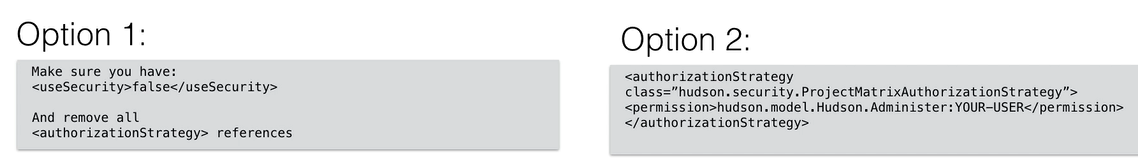 Option 1:
Make sure you have:
<useSecurity>false</useSecurity>
And remove all
<authorizationStrategy> references
Option 2:
<authorizationStrategy
class=”hudson.security.ProjectMatrixAuthorizationStrategy”>
<permission>hudson.model.Hudson.Administer:YOUR-USER</permission>
</authorizationStrategy>